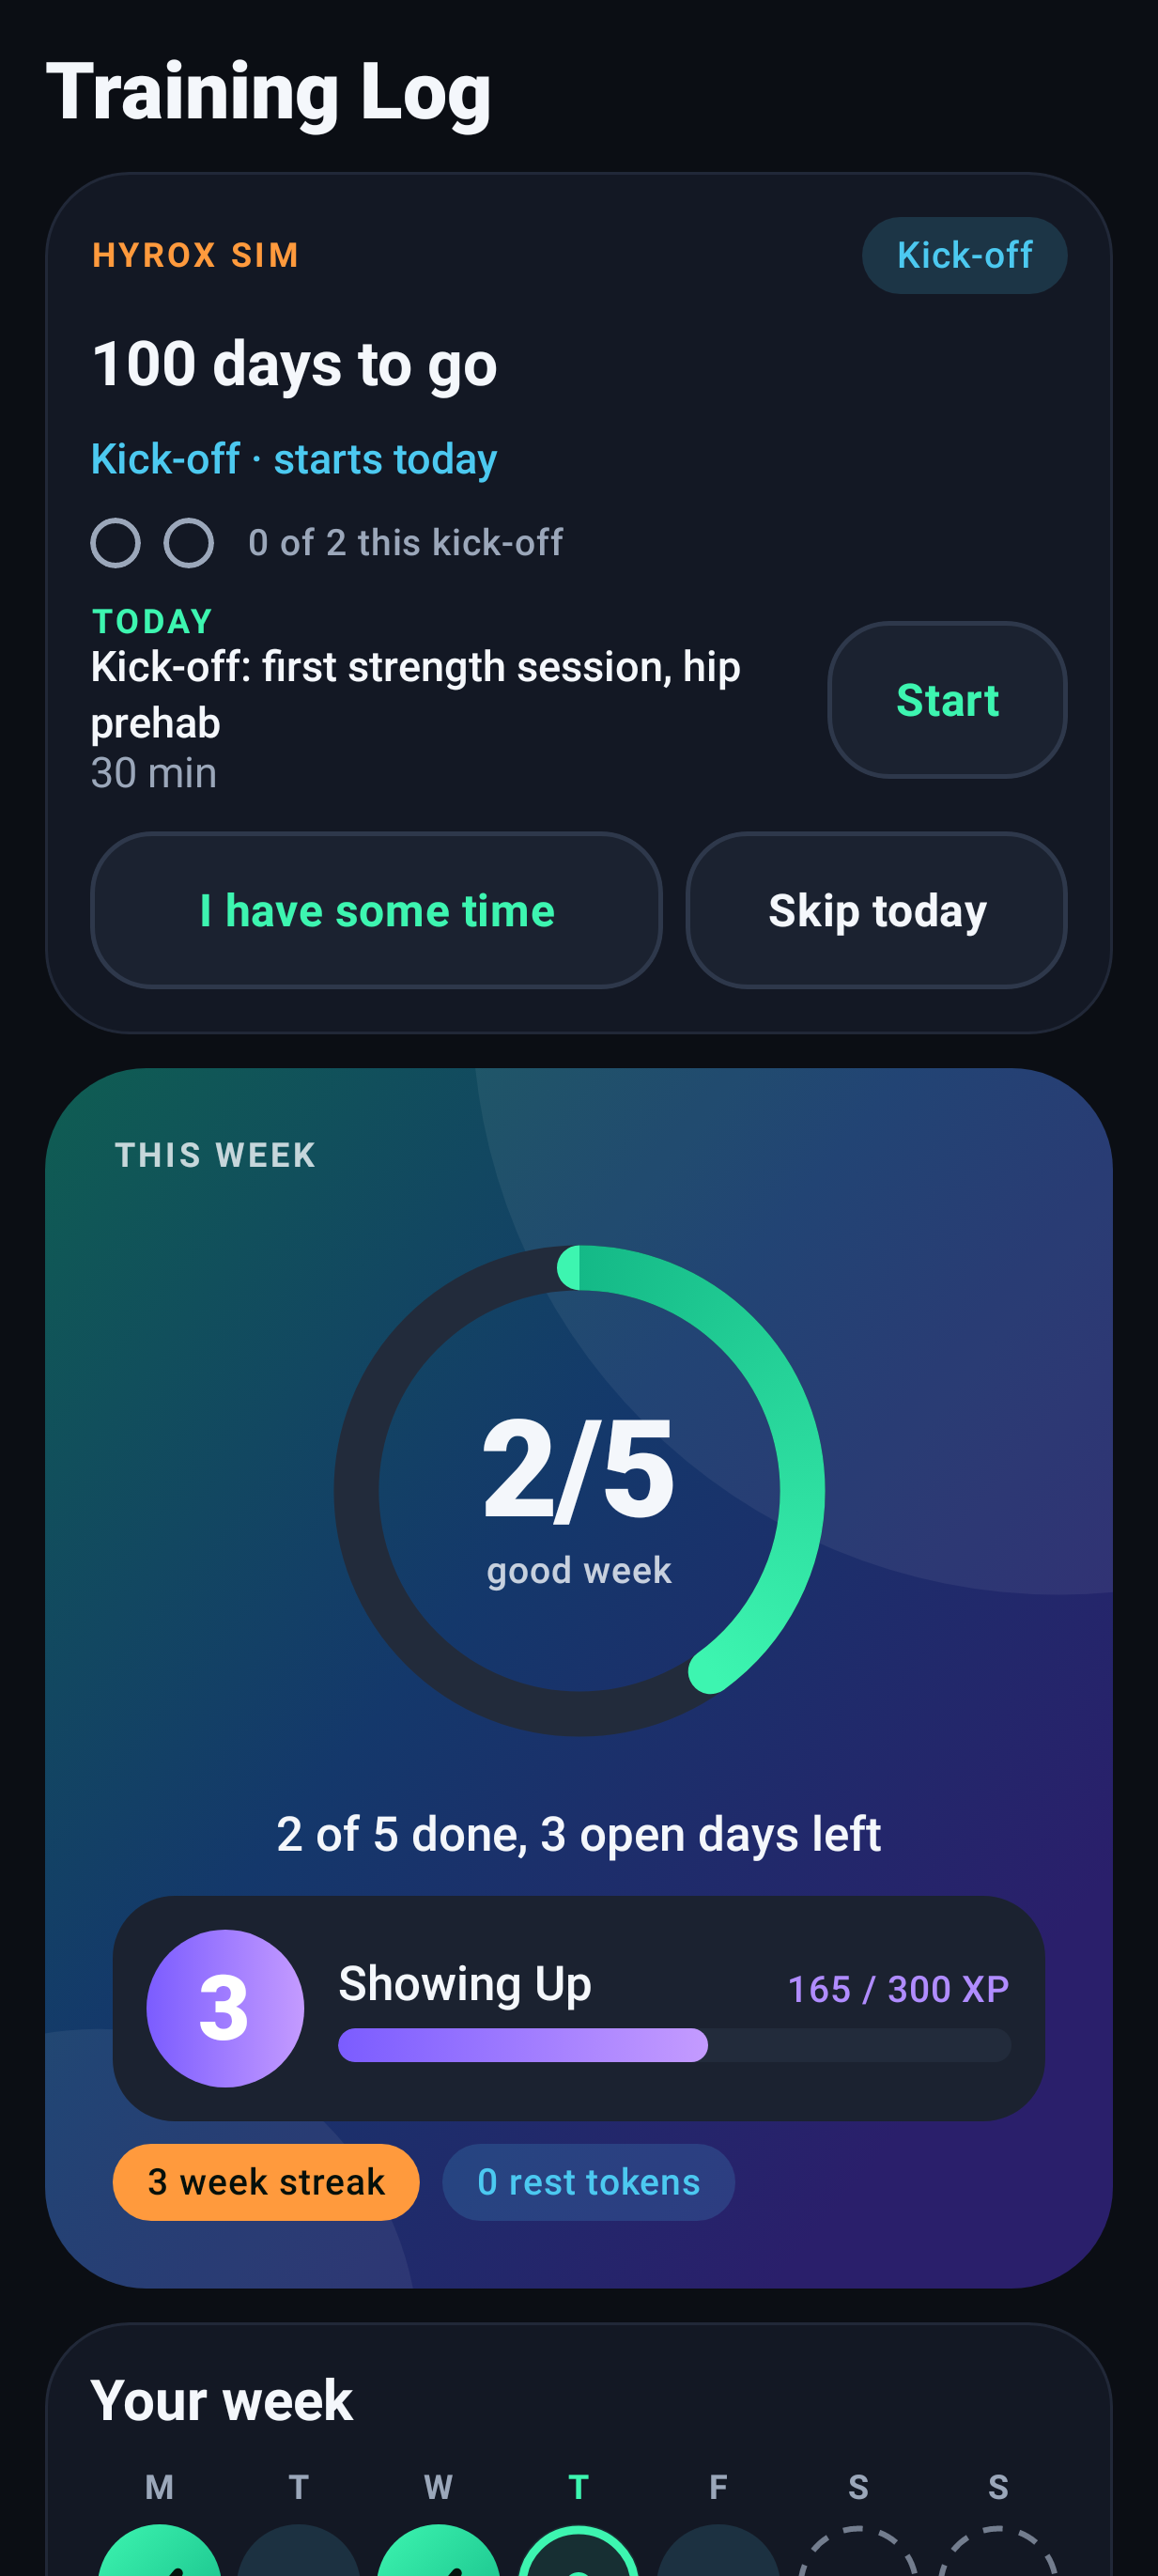 Training Log
HYROX SIM
Kick-off
100 days to go
Kick-off · starts today
0 of 2 this kick-off
TODAY
Kick-off: first strength session, hip
prehab
30 min
Start
I have some time
Skip today
THIS WEEK
2/5
good week
2 of 5 done, 3 open days left
3
Showing Up
165 / 300 XP
3 week streak
0 rest tokens
Your week
M T W T F S S